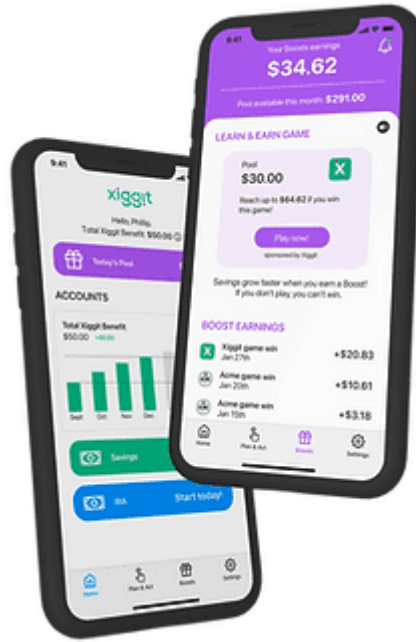 9:41
Your Boosts earnings
$34.62
Pool available this month: $291.00
LEARN & EARN GAME
Pool
$30.00
X
Reach up to $64.62 if you win
this game!
Play now!
sponsored by Xiggit
Savings grow faster when you earn a Boost!
If you don't play, you can't win.
BOOST EARNINGS
X
Xiggit game win
Jan 27th
+$20.83
Acme game win
Jan 20th
+$10.61
Acme game win
Jan 15th
+$3.18
Home
Plan & Act
Boosts
Settings
9:41
xiggit
Hello, Phillip,
Total Xiggit Benefit: $50.00
Today's Pool
ACCOUNTS
Total Xiggit Benefit
$50.00
Sept
Oct
Nov
Dec
Savings
IRA
Start today!
Home
Plan & Act
Boosts
Settings